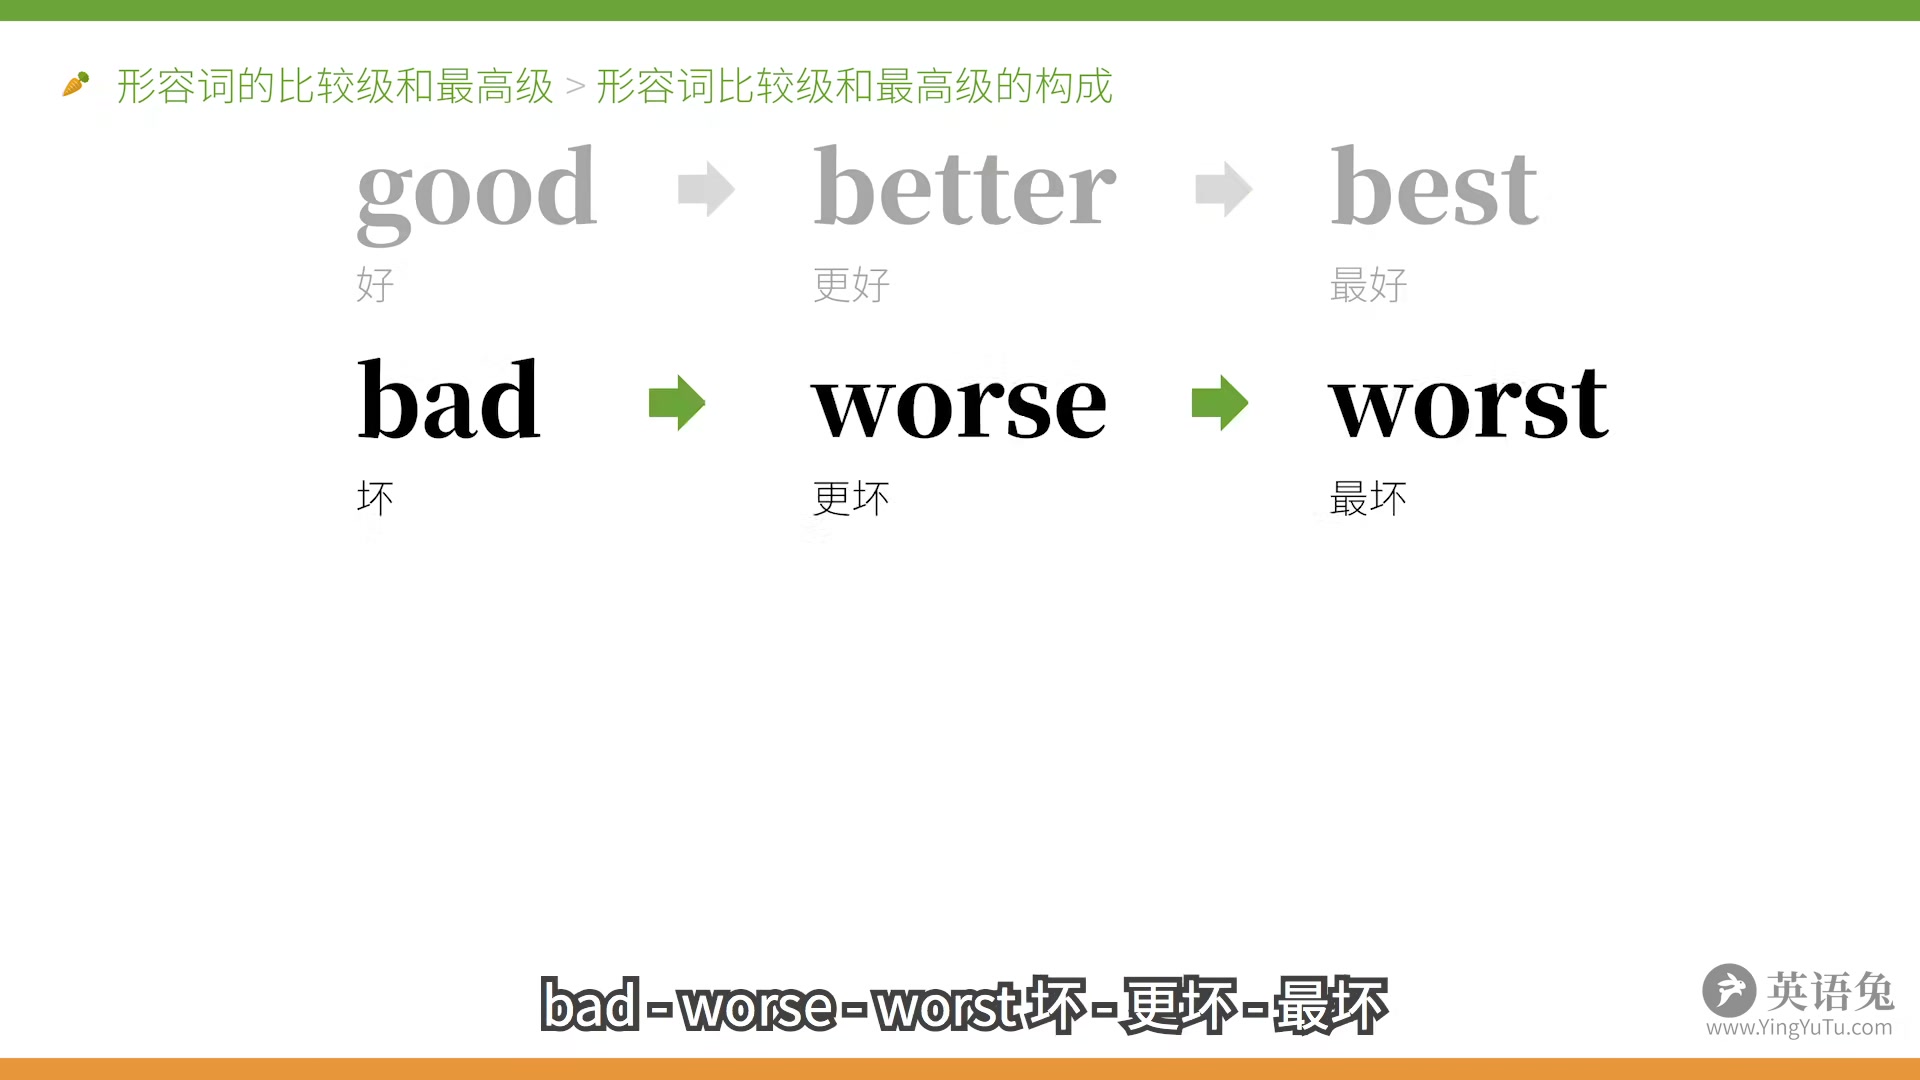 形容词的比较级和最高级 > 形容词比较级和最高级的构成
good better best
好 更好 最好
bad worse worst
坏 更坏 最坏
bad - worse - worst 坏 - 更坏 - 最坏
英语兔
www.YingYuTu.com